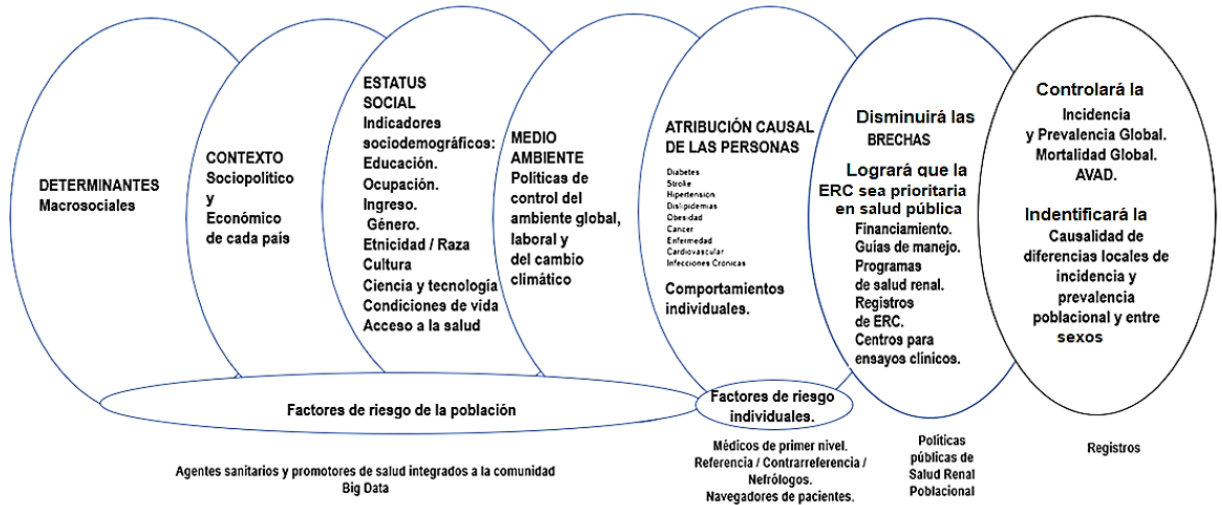 DETERMINANTES
Macrosociales
CONTEXTO
Sociopolítico
y
Económico
de cada país
ESTATUS
SOCIAL
Indicadores
sociodemográficos:
Educación.
Ocupación.
Ingreso.
Género.
Etnicidad / Raza
Cultura
Ciencia y tecnología
Condiciones de vida
Acceso a la salud
MEDIO
AMBIENTE
Políticas de
control del
ambiente global,
laboral y
del cambio
climático
ATRIBUCIÓN CAUSAL
DE LAS PERSONAS
Diabetes
Stroke
Hipertension
Dislipidemias
Obesidad
Cancer
Enfermedad
Cardiovascular
Infecciones Crónicas
Comportamientos
individuales.
Disminuirá las
BRECHAS
Logrará que la
ERC sea prioritaria
en salud pública
Financiamiento.
Guías de manejo.
Programas
de salud renal.
Registros
de ERC.
Centros para
ensayos clínicos.
Controlará la
Incidencia
y Prevalencia Global.
Mortalidad Global.
AVAD.
Indentificará la
Causalidad de
diferencias locales de
incidencia y
prevalencia
poblacional y entre
sexos
Factores de riesgo de la población
Factores de riesgo
individuales.
Agentes sanitarios y promotores de salud integrados a la comunidad
Big Data
Médicos de primer nivel.
Referencia / Contrarreferencia /
Nefrólogos.
Navegadores de pacientes.
Políticas
públicas de
Salud Renal
Poblacional
Registros